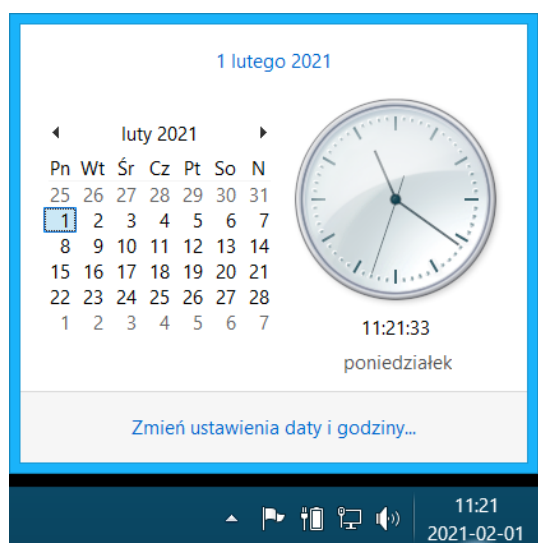 1 lutego 2021
luty 2021
Pn Wt Śr Cz Pt So N
25 26 27 28 29 30 31
1 2 3 4 5 6 7
8 9 10 11 12 13 14
15 16 17 18 19 20 21
22 23 24 25 26 27 28
1 2 3 4 5 6 7
11:21:33
poniedziałek
Zmień ustawienia daty i godziny...
11:21
2021-02-01